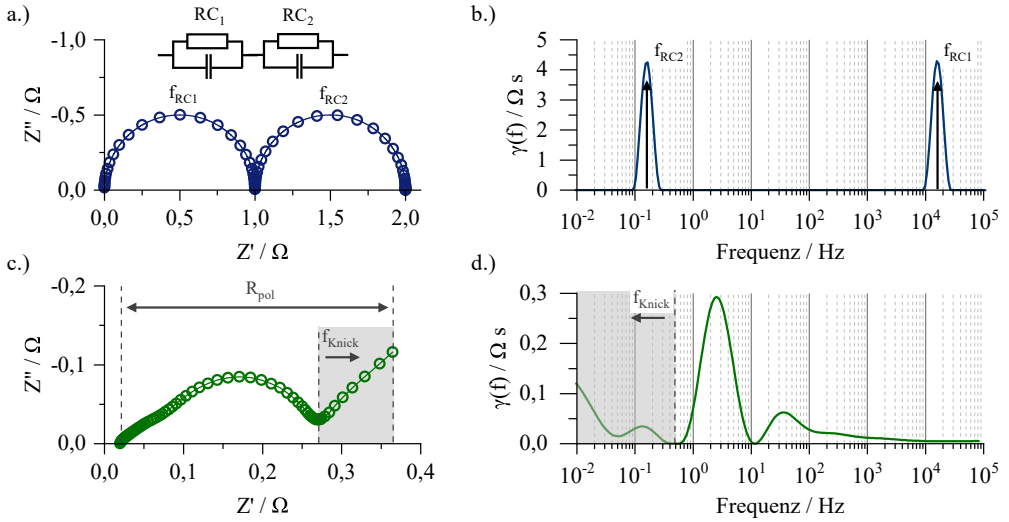 a.)
RC1
RC2
-1,0
-0,5
0,0
Z'' / Ω
fRC1
fRC2
0,0
0,5
1,0
1,5
2,0
Z' / Ω
b.)
5
4
3
2
1
0
γ(f) / Ω s
fRC2
fRC1
10-2
10-1
100
101
102
103
104
105
Frequenz / Hz
c.)
-0,2
-0,1
0,0
Z'' / Ω
Rpol
fKnick
0,0
0,1
0,2
0,3
0,4
Z' / Ω
d.)
0,3
0,2
0,1
0,0
γ(f) / Ω s
fKnick
10-2
10-1
100
101
102
103
104
105
Frequenz / Hz